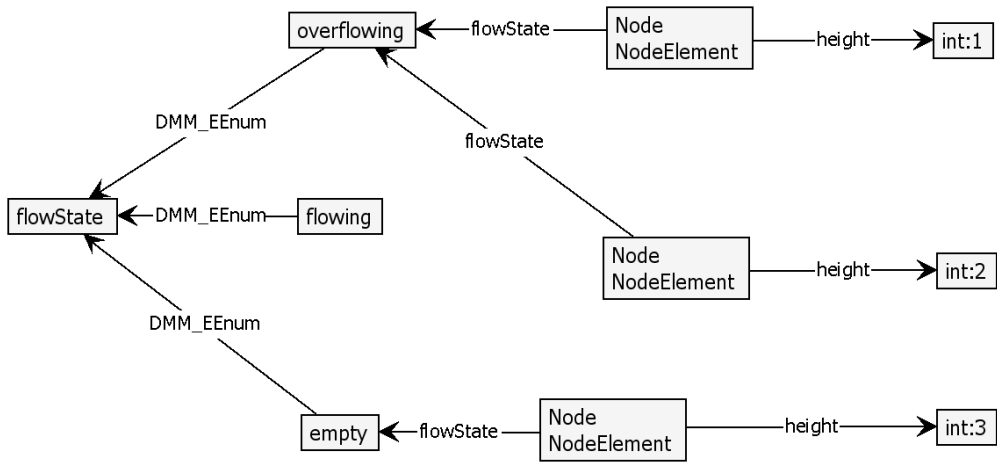 overflowing
flowState
Node
NodeElement
height
int:1
DMM_EEnum
flowState
flowState
DMM_EEnum
flowing
Node
NodeElement
height
int:2
DMM_EEnum
empty
flowState
Node
NodeElement
height
int:3